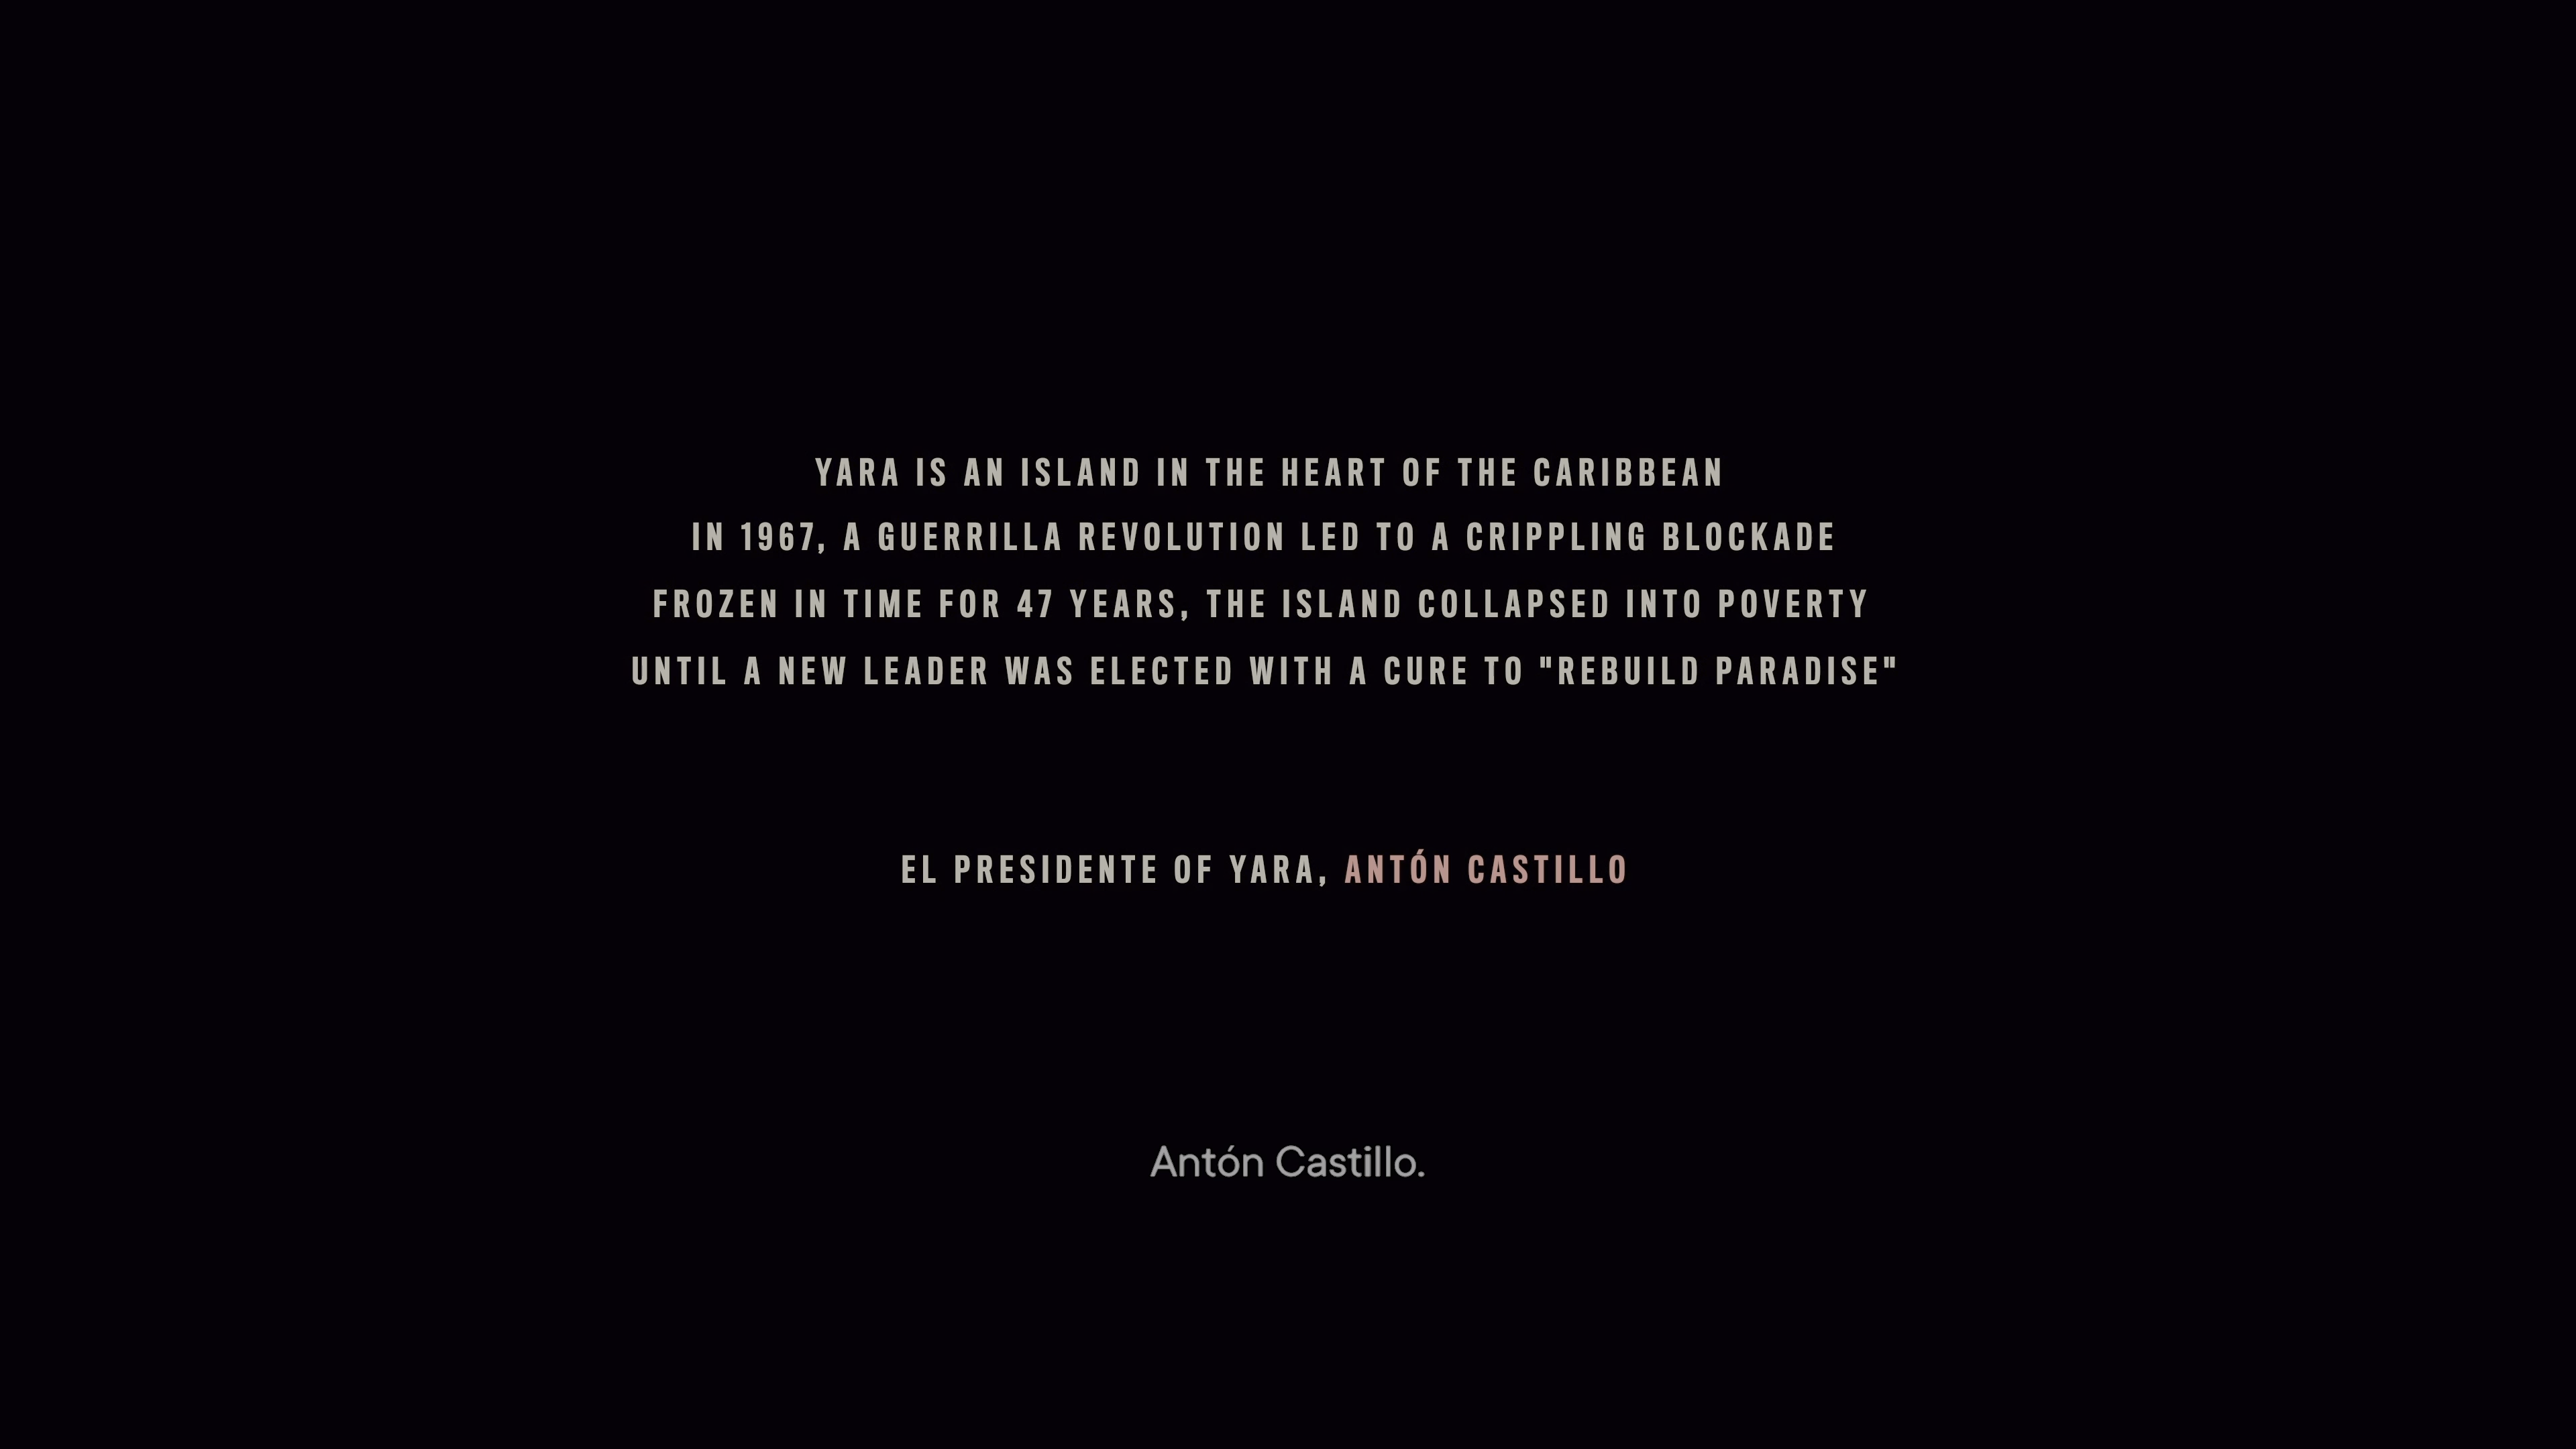 YARA IS AN ISLAND IN THE HEART OF THE CARIBBEAN
IN 1967, A GUERRILLA REVOLUTION LED TO A CRIPPLING BLOCKADE
FROZEN IN TIME FOR 47 YEARS, THE ISLAND COLLAPSED INTO POVERTY
UNTIL A NEW LEADER WAS ELECTED WITH A CURE TO "REBUILD PARADISE"
EL PRESIDENTE OF YARA, ANTÓN CASTILLO
Antón Castillo.